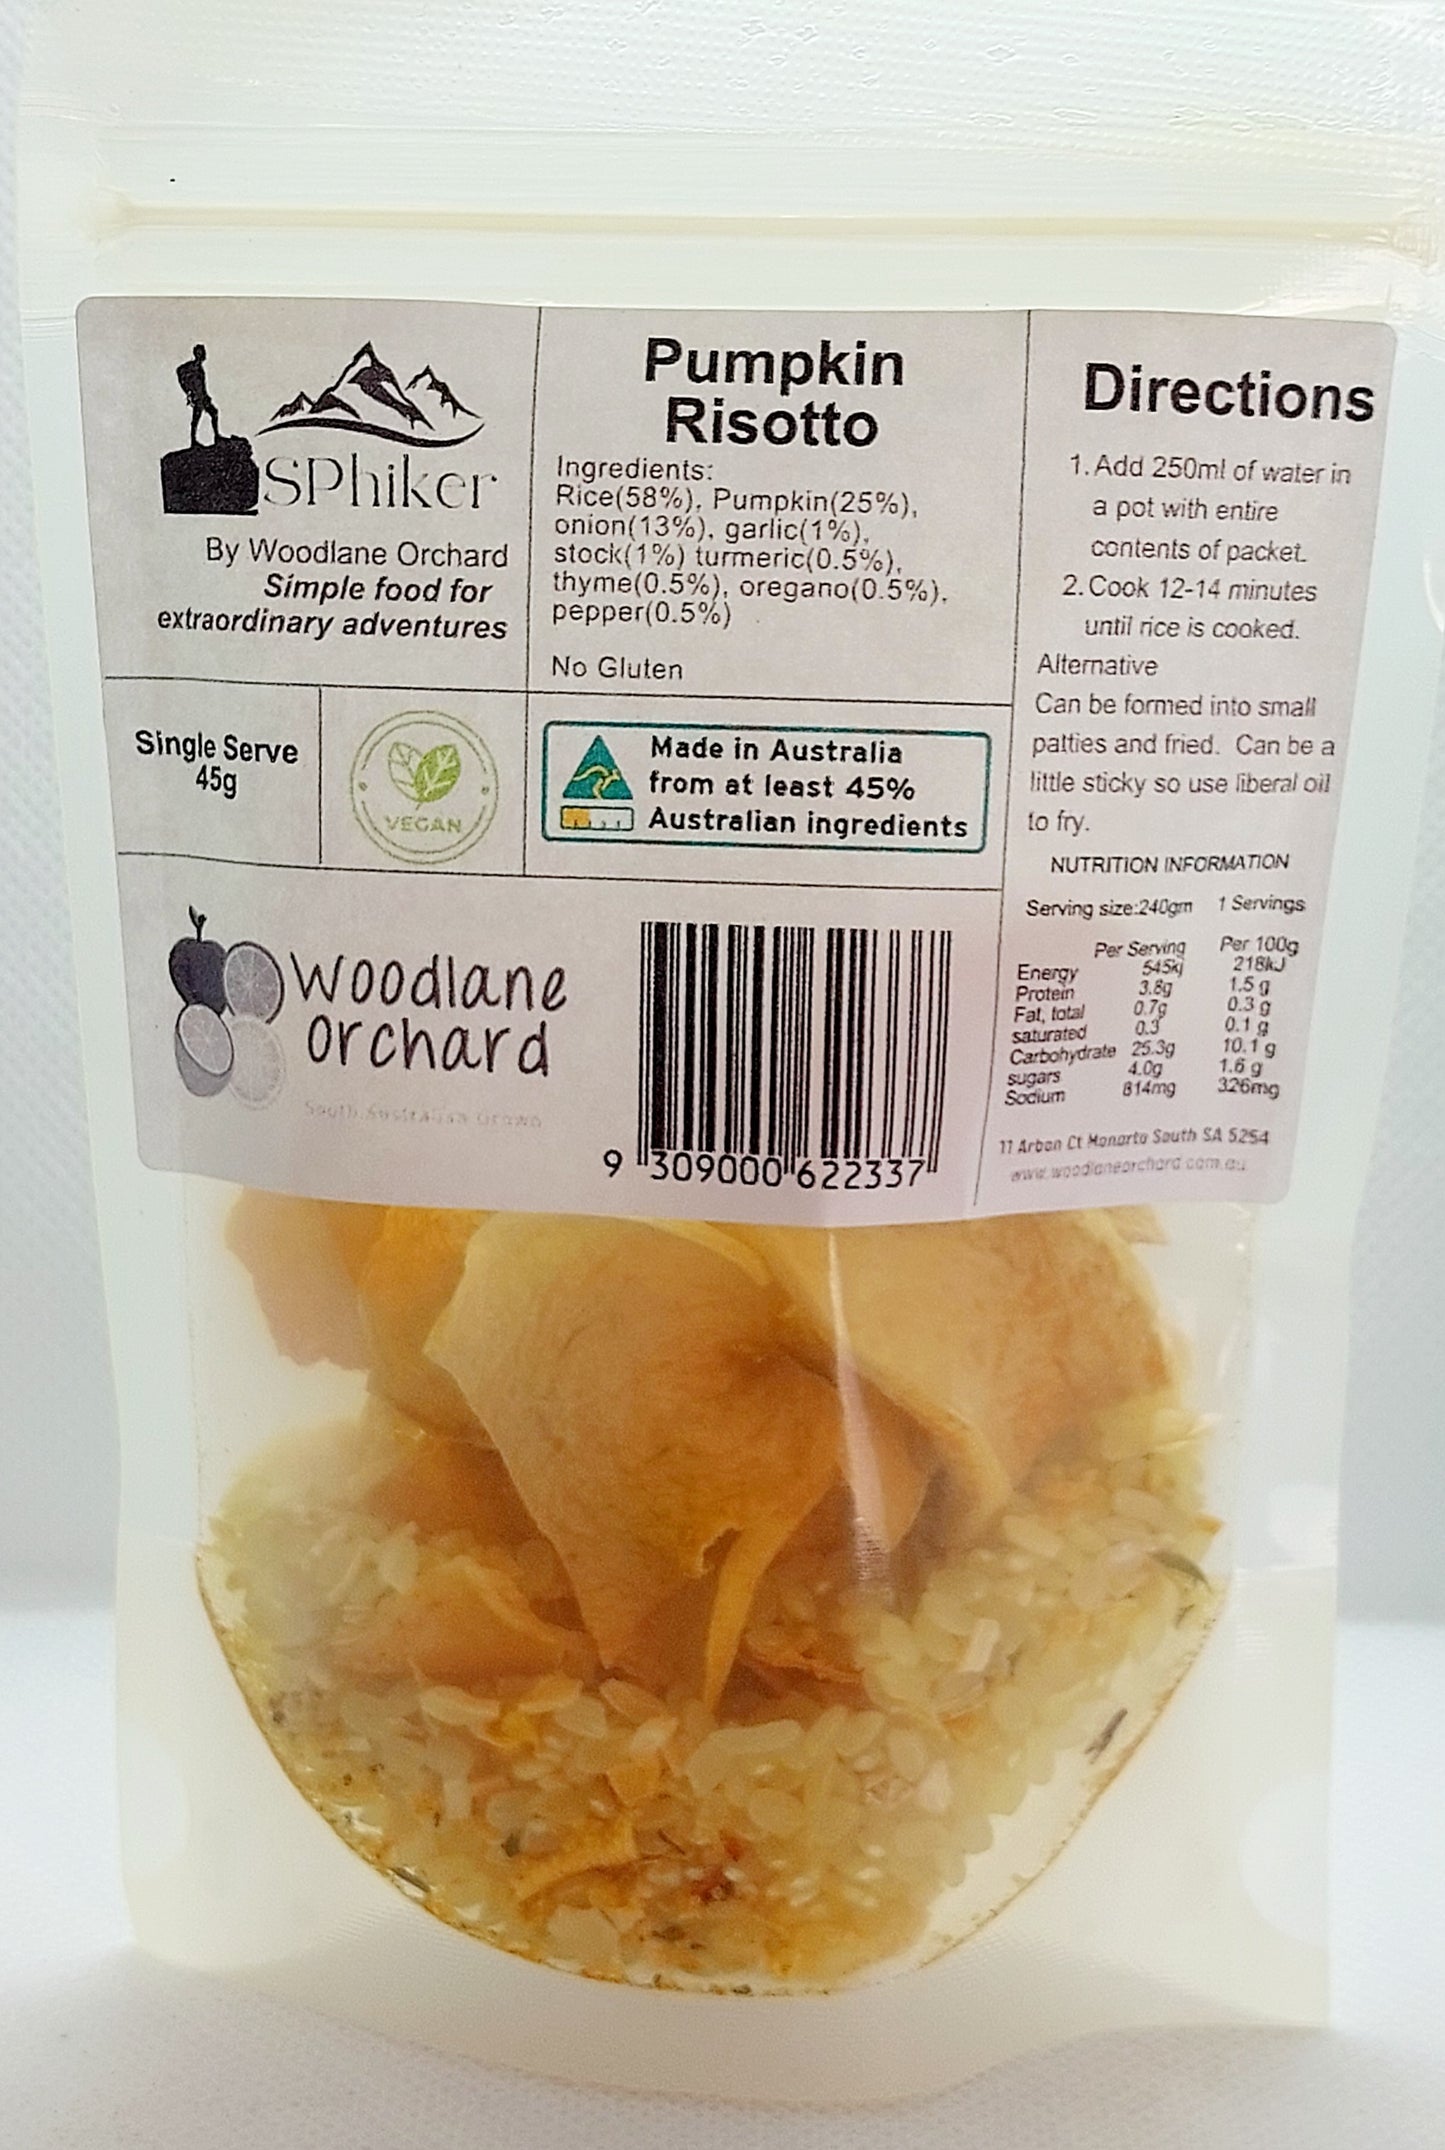 SPhiker
By Woodlane Orchard
Simple food for
extraordinary adventures
Pumpkin
Risotto
Ingredients:
Rice(58%), Pumpkin(25%),
onion(13%), garlic(1%),
stock(1%) turmeric(0.5%),
thyme(0.5%), oregano(0.5%),
pepper(0.5%)
No Gluten
Single Serve
45g
VEGAN
Made in Australia
from at least 45%
Australian ingredients
woodlane
orchard
South Australian Grown
9 309000 622337
Directions
1. Add 250ml of water in
a pot with entire
contents of packet.
2. Cook 12-14 minutes
until rice is cooked.
Alternative
Can be formed into small
patties and fried. Can be a
little sticky so use liberal oil
to fry.
NUTRITION INFORMATION
Serving size:240gm 1 Servings
Per Serving Per 100g
Energy 545kj 218kJ
Protein 3.8g 1.5 g
Fat, total 0.7g 0.3 g
saturated 0.3 0.1 g
Carbohydrate 25.3g 10.1 g
sugars 4.0g 1.6 g
Sodium 814mg 326mg
11 Arbon Ct Monarto South SA 5254
www.woodlaneorchard.com.au